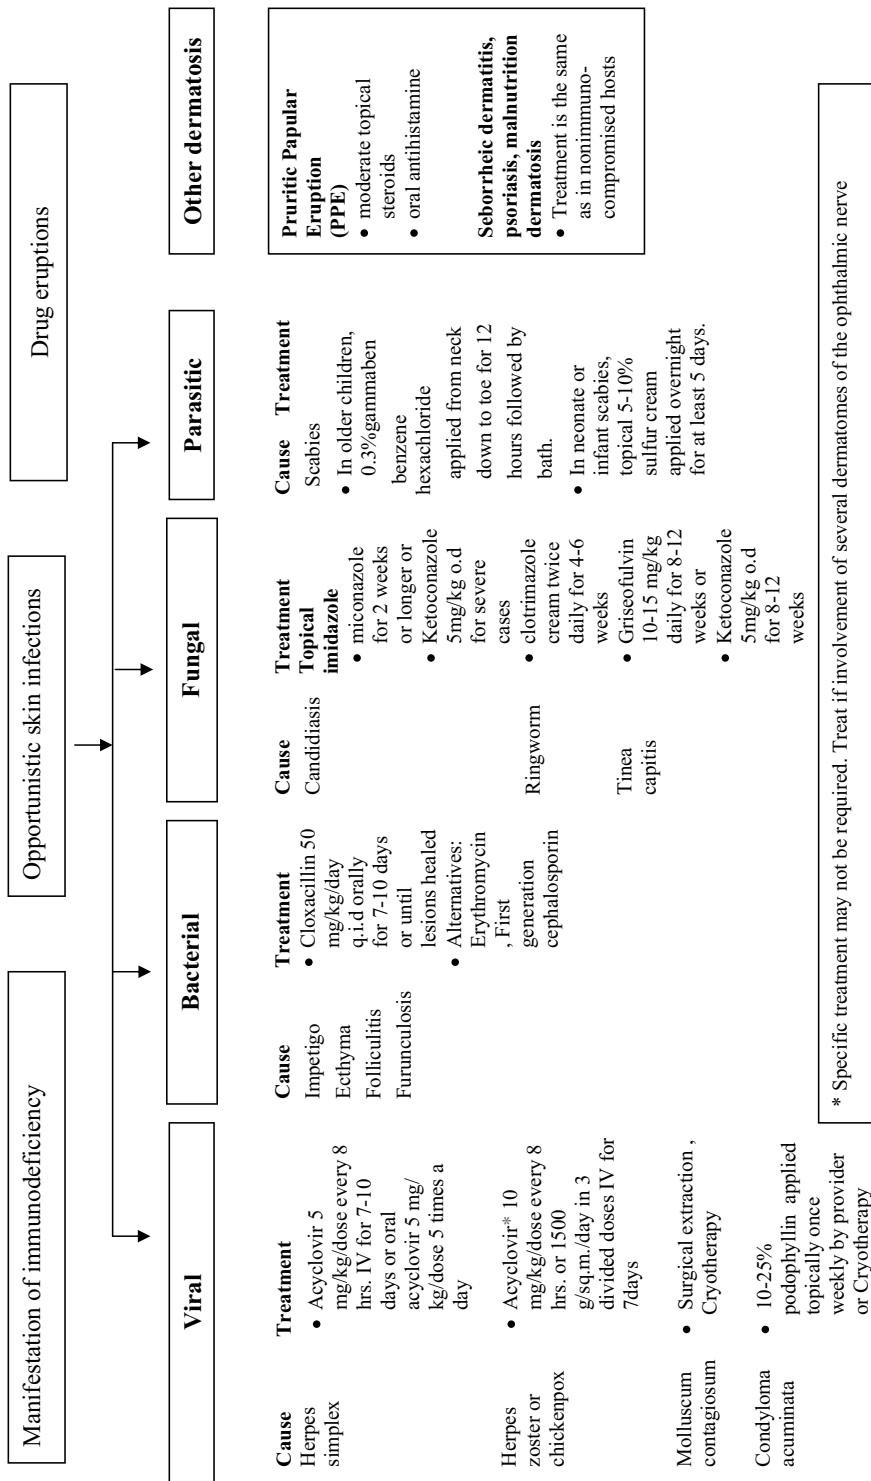 Manifestation of immunodeficiency
Opportunistic skin infections
Drug eruptions
Viral
Bacterial
Fungal
Parasitic
Other dermatosis
Cause
Treatment
Herpes
simplex
• Acyclovir 5
mg/kg/dose every 8
hrs. IV for 7-10
days or oral
acyclovir 5 mg/
kg/dose 5 times a
day
Herpes
zoster or
chickenpox
• Acyclovir* 10
mg/kg/dose every 8
hrs. or 1500
g/sq.m./day in 3
divided doses IV for
7days
Molluscum
contagiosum
• Surgical extraction ,
Cryotherapy
Condyloma
acuminata
• 10-25%
podophyllin applied
topically once
weekly by provider
or Cryotherapy
Cause
Treatment
Impetigo
Ecthyma
Folliculitis
Furunculosis
• Cloxacillin 50
mg/kg/day
q.i.d orally
for 7-10 days
or until
lesions healed
• Alternatives:
Erythromycin
, First
generation
cephalosporin
Cause
Treatment
Topical
imidazole
Candidiasis
• miconazole
for 2 weeks
or longer or
• Ketoconazole
5mg/kg o.d
for severe
cases
Ringworm
• clotrimazole
cream twice
daily for 4-6
weeks
Tinea
capitis
• Griseofulvin
10-15 mg/kg
daily for 8-12
weeks or
• Ketoconazole
5mg/kg o.d
for 8-12
weeks
Cause Treatment
Scabies
• In older children,
0.3%gammaben
benzene
hexachloride
applied from neck
down to toe for 12
hours followed by
bath.
• In neonate or
infant scabies,
topical 5-10%
sulfur cream
applied overnight
for at least 5 days.
Pruritic Papular
Eruption
(PPE)
• moderate topical
steroids
• oral antihistamine
Seborrheic dermatitis,
psoriasis, malnutrition
dermatosis
• Treatment is the same
as in nonimmuno-
compromised hosts
* Specific treatment may not be required. Treat if involvement of several dermatomes of the ophthalmic nerve